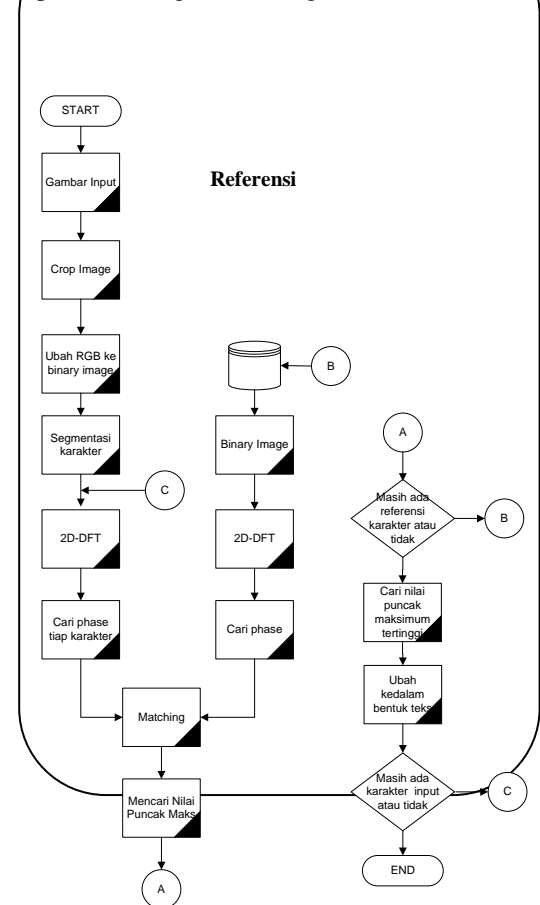 START
Gambar Input
Crop Image
Ubah RGB ke
binary image
Segmentasi
karakter
C
2D-DFT
Cari phase
tiap karakter
Referensi
B
Binary Image
2D-DFT
Cari phase
Matching
Mencari Nilai
Puncak Maks
A
A
Masih ada
referensi
karakter atau
tidak
B
Cari nilai
puncak
maksimum
tertinggi
Ubah
kedalam
bentuk teks
Masih ada
karakter input
atau tidak
C
END